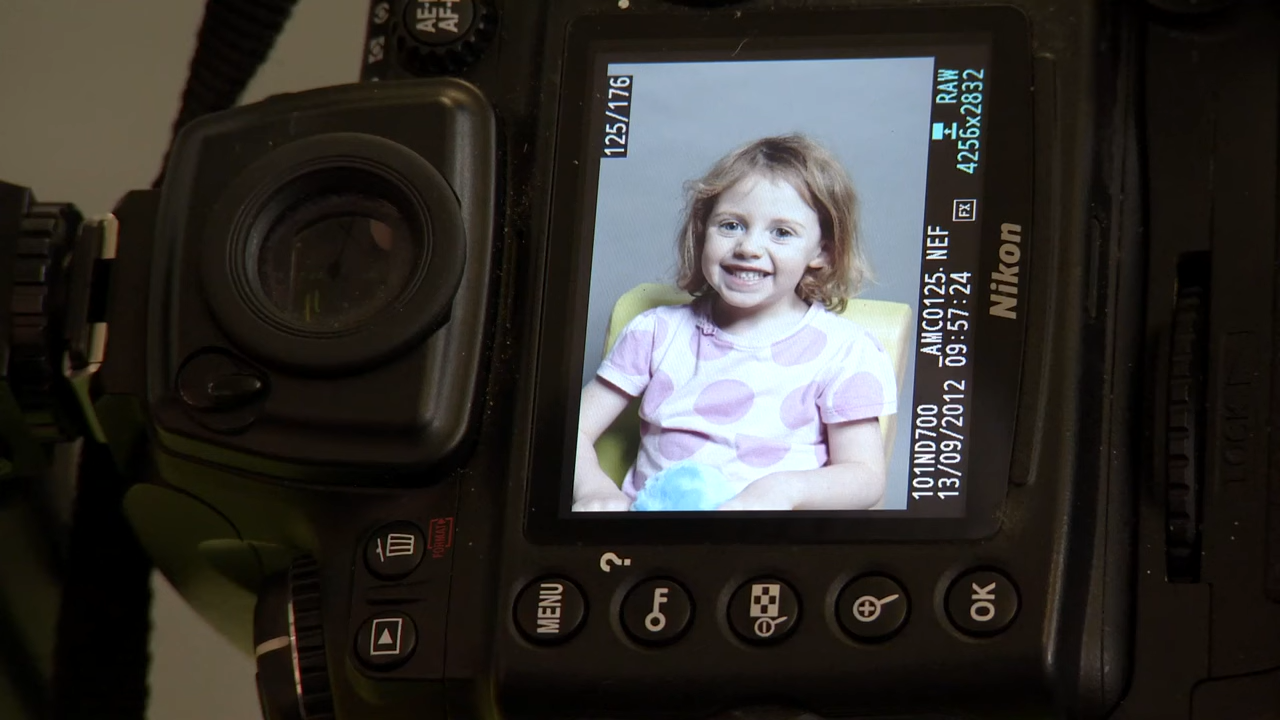 AE-L
AF-L
125/176
RAW
4256x2832
FX
_AMC0125.NEF
101ND700
13/09/2012 09:57:24
Nikon
FORMAT
?
MENU
OK